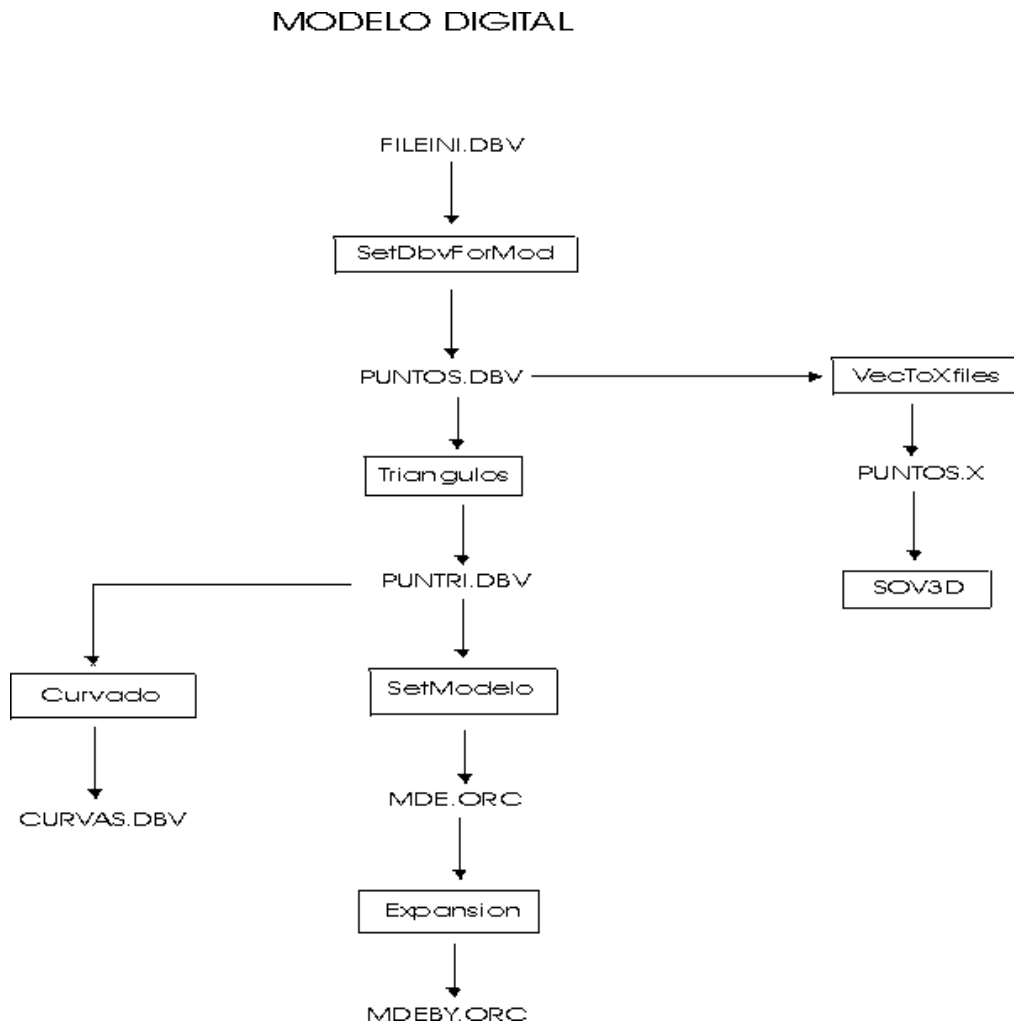 MODELO DIGITAL
FILEINI.DBV
SetDbvForMod
PUNTOS.DBV
VecToXfiles
Triangulos
PUNTOS.X
PUNTRI.DBV
SOV3D
Curvado
SetModelo
MDE.ORC
CURVAS.DBV
Expansion
MDEBY.ORC